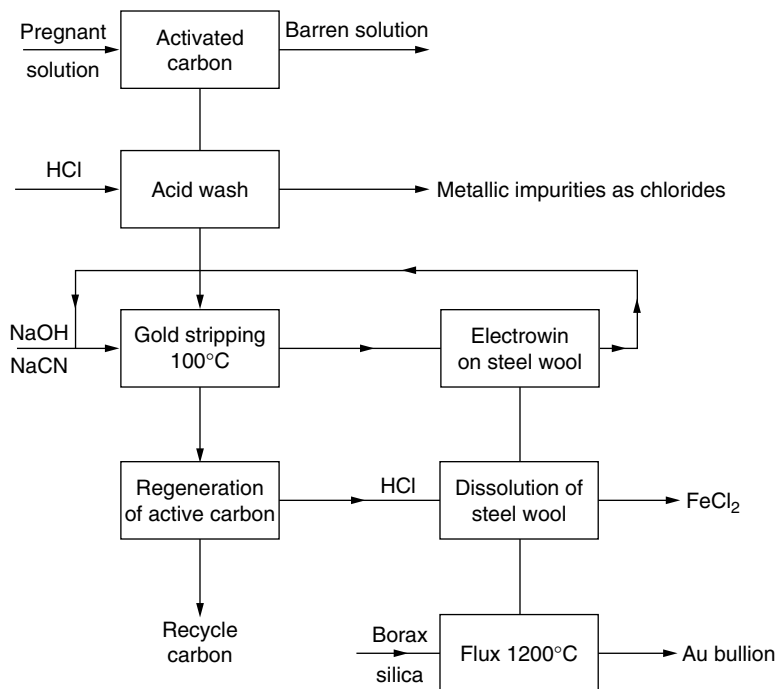 Pregnant
solution
Activated
carbon
Barren solution
HCl
Acid wash
Metallic impurities as chlorides
NaOH
NaCN
Gold stripping
100°C
Electrowin
on steel wool
Regeneration
of active carbon
HCl
Dissolution of
steel wool
FeCl₂
Recycle
carbon
Borax
silica
Flux 1200°C
Au bullion